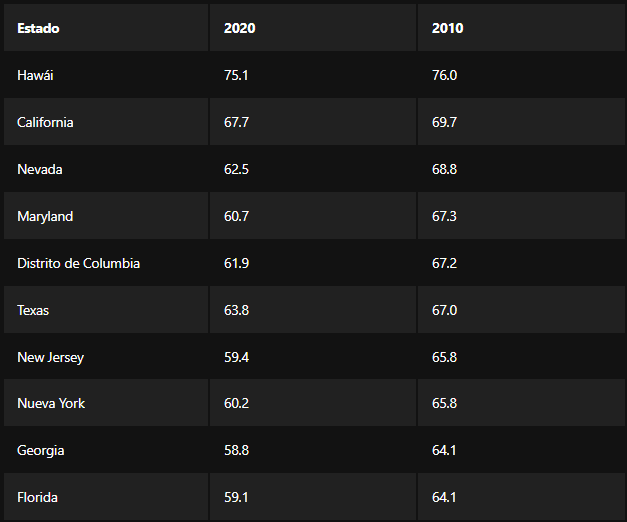 Estado 2020 2010
Hawái 75.1 76.0
California 67.7 69.7
Nevada 62.5 68.8
Maryland 60.7 67.3
Distrito de Columbia 61.9 67.2
Texas 63.8 67.0
New Jersey 59.4 65.8
Nueva York 60.2 65.8
Georgia 58.8 64.1
Florida 59.1 64.1